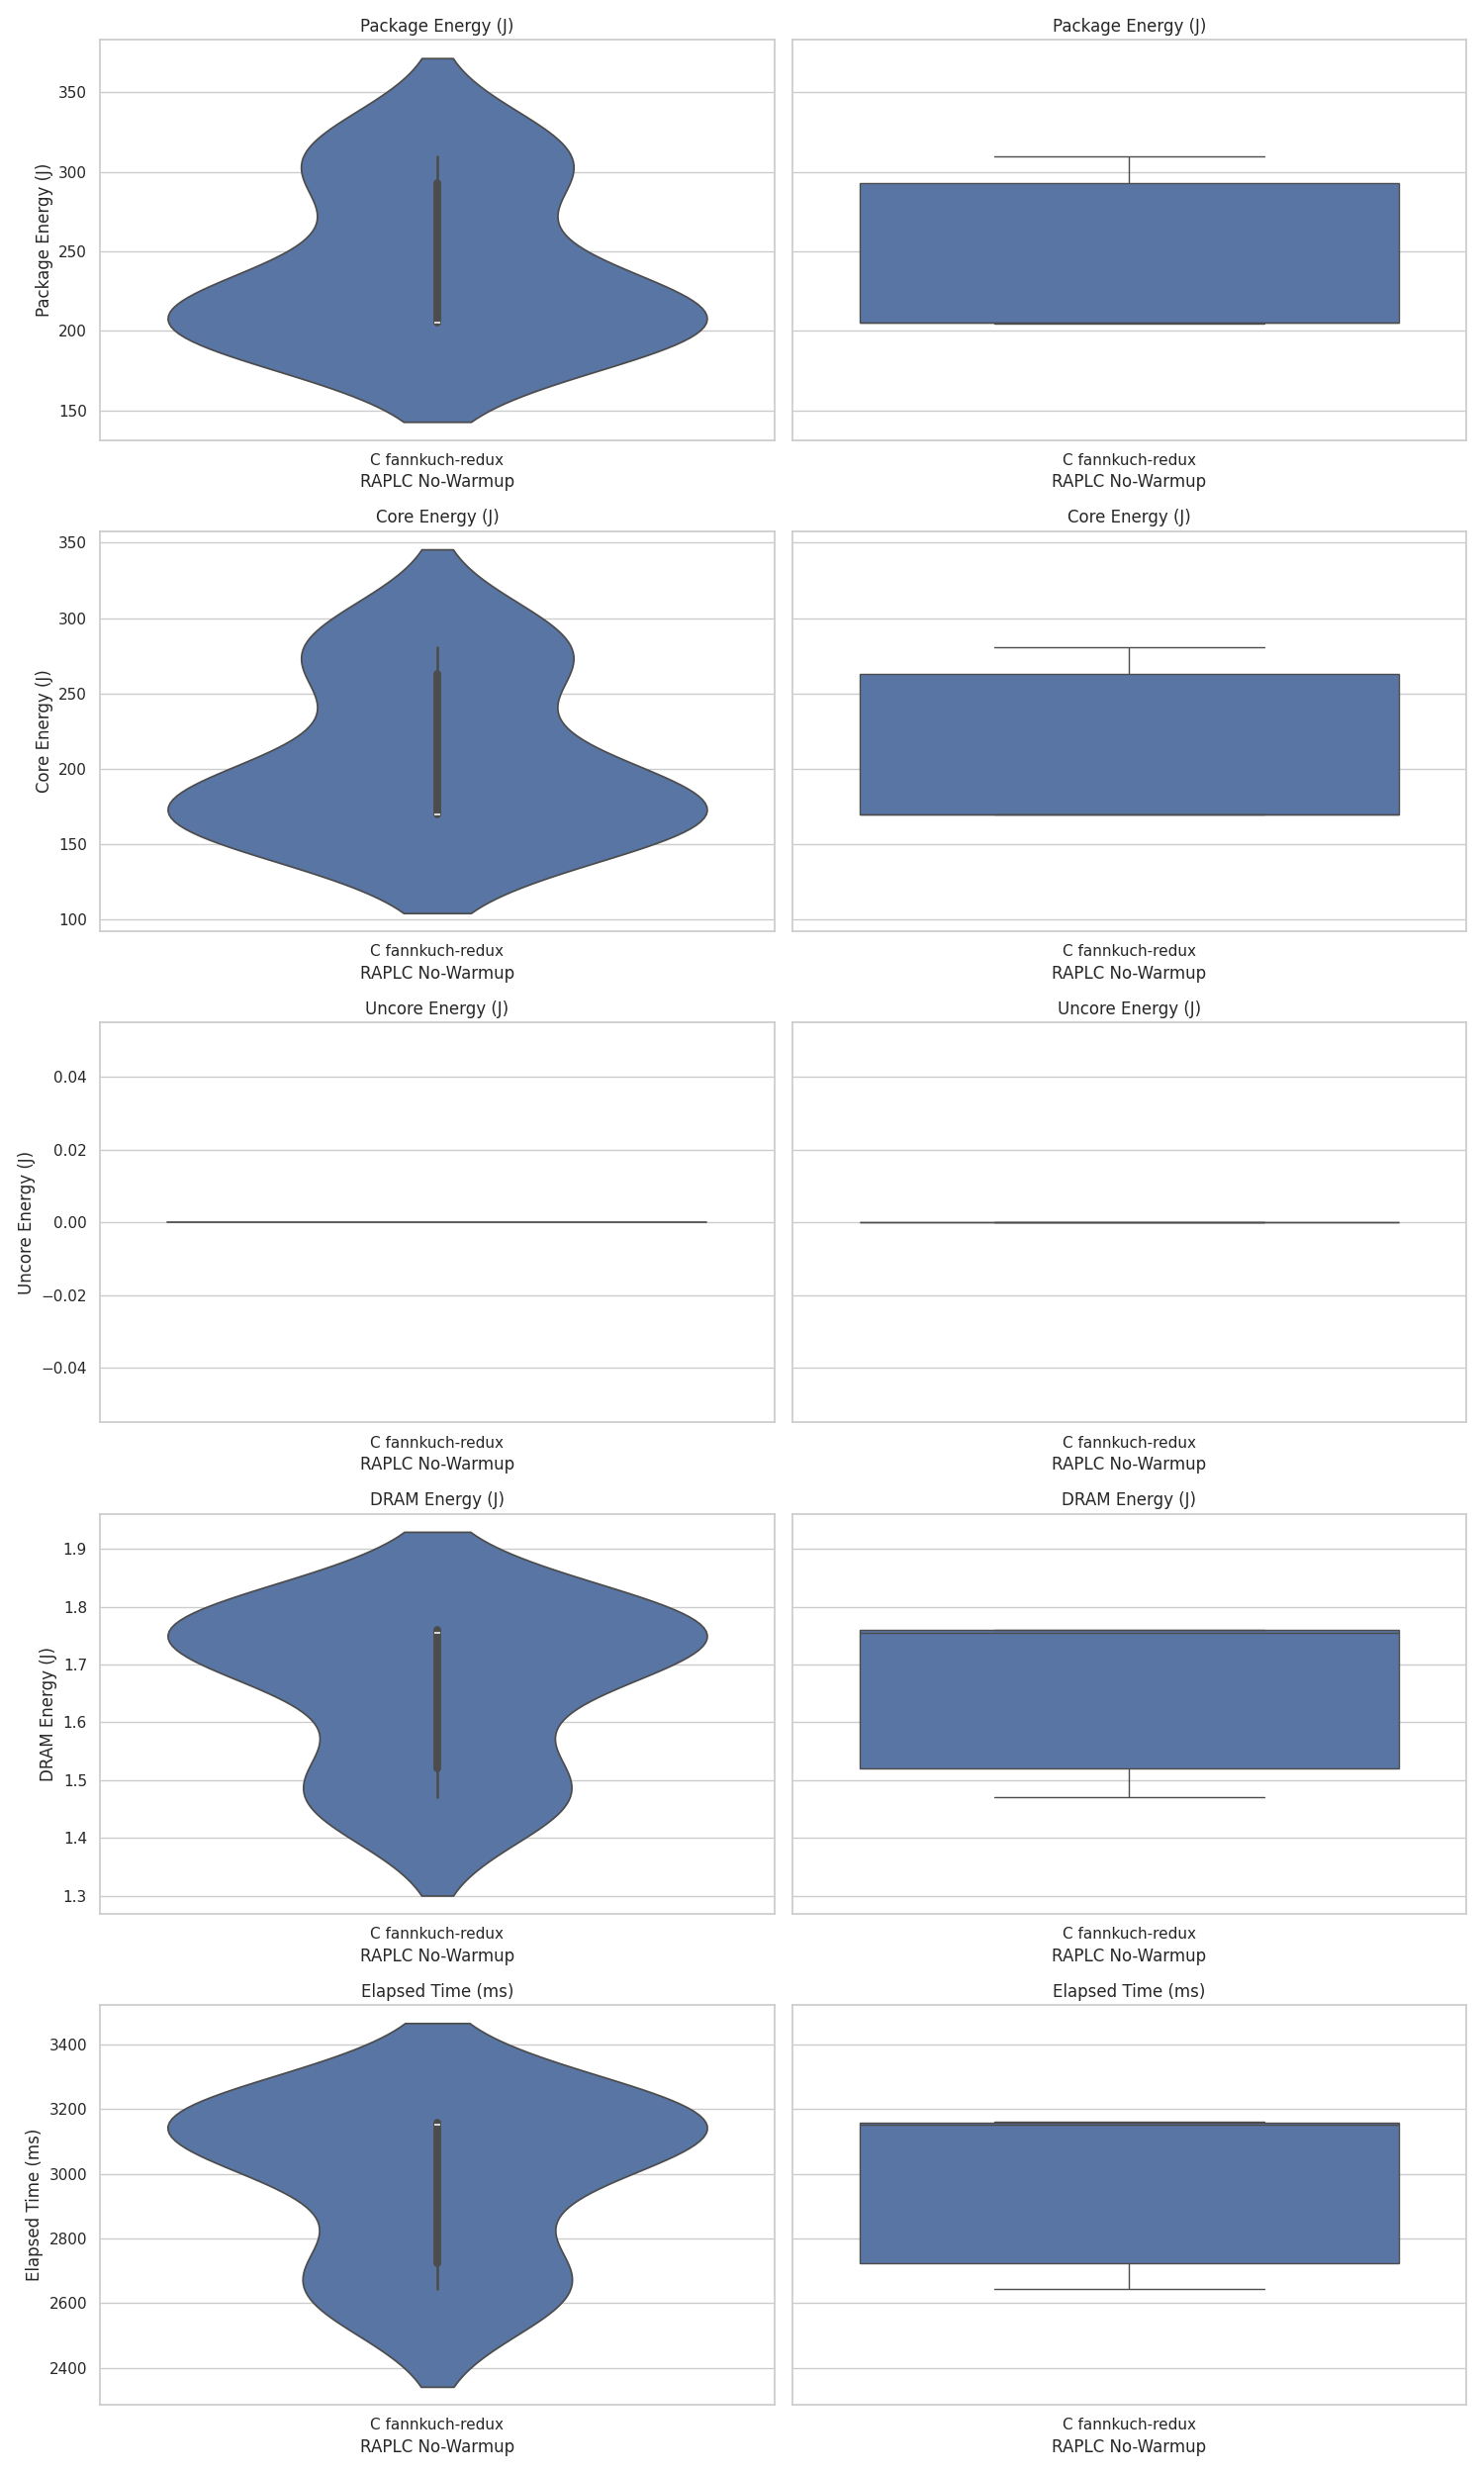 Package Energy (J)
Package Energy (J)
Package Energy (J)
350
300
250
200
150
C fannkuch-redux
RAPLC No-Warmup
C fannkuch-redux
RAPLC No-Warmup
Core Energy (J)
Core Energy (J)
Core Energy (J)
350
300
250
200
150
100
C fannkuch-redux
RAPLC No-Warmup
C fannkuch-redux
RAPLC No-Warmup
Uncore Energy (J)
Uncore Energy (J)
Uncore Energy (J)
0.04
0.02
0.00
−0.02
−0.04
C fannkuch-redux
RAPLC No-Warmup
C fannkuch-redux
RAPLC No-Warmup
DRAM Energy (J)
DRAM Energy (J)
DRAM Energy (J)
1.9
1.8
1.7
1.6
1.5
1.4
1.3
C fannkuch-redux
RAPLC No-Warmup
C fannkuch-redux
RAPLC No-Warmup
Elapsed Time (ms)
Elapsed Time (ms)
Elapsed Time (ms)
3400
3200
3000
2800
2600
2400
C fannkuch-redux
RAPLC No-Warmup
C fannkuch-redux
RAPLC No-Warmup